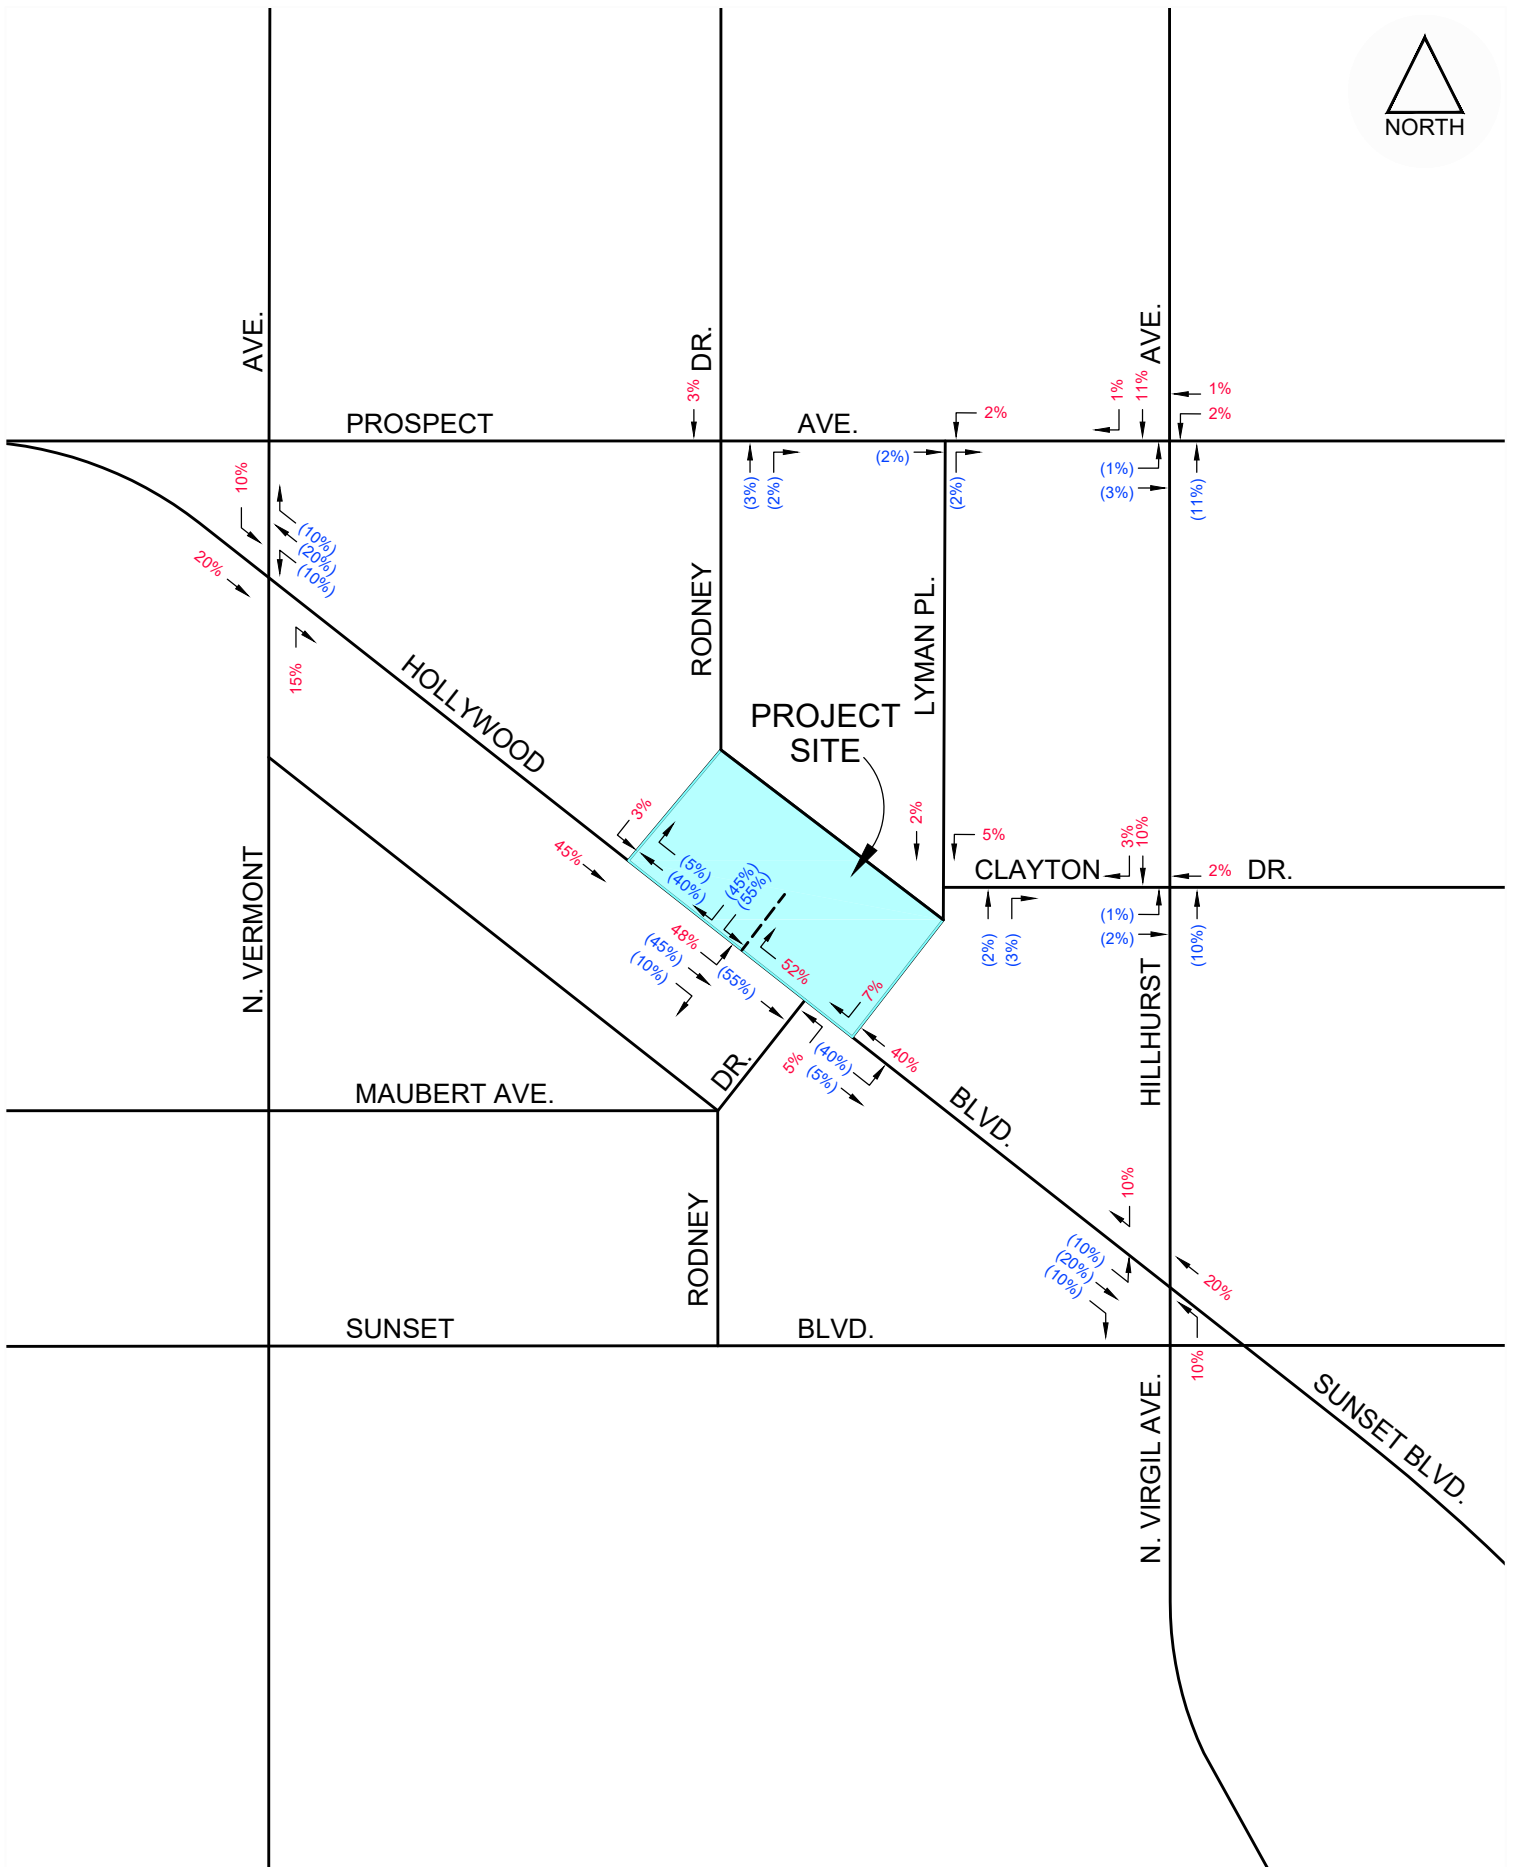 NORTH
AVE.
DR.
AVE.
3%
1%
11%
1%
2%
2%
PROSPECT
AVE.
(2%)
(1%)
(3%)
(3%)
(2%)
(2%)
(11%)
10%
20%
(10%)
(20%)
(10%)
15%
RODNEY
LYMAN PL.
HOLLYWOOD
PROJECT
SITE
3%
45%
2%
5%
3%
10%
CLAYTON
2%
DR.
N. VERMONT
(5%)
(40%)
(45%)
(55%)
(1%)
(2%)
(2%)
(3%)
(10%)
48%
(45%)
(10%)
52%
(55%)
7%
HILLHURST
5%
(40%)
(5%)
40%
DR.
MAUBERT AVE.
BLVD.
10%
RODNEY
(10%)
(20%)
(10%)
20%
SUNSET
BLVD.
10%
N. VIRGIL AVE.
SUNSET BLVD.